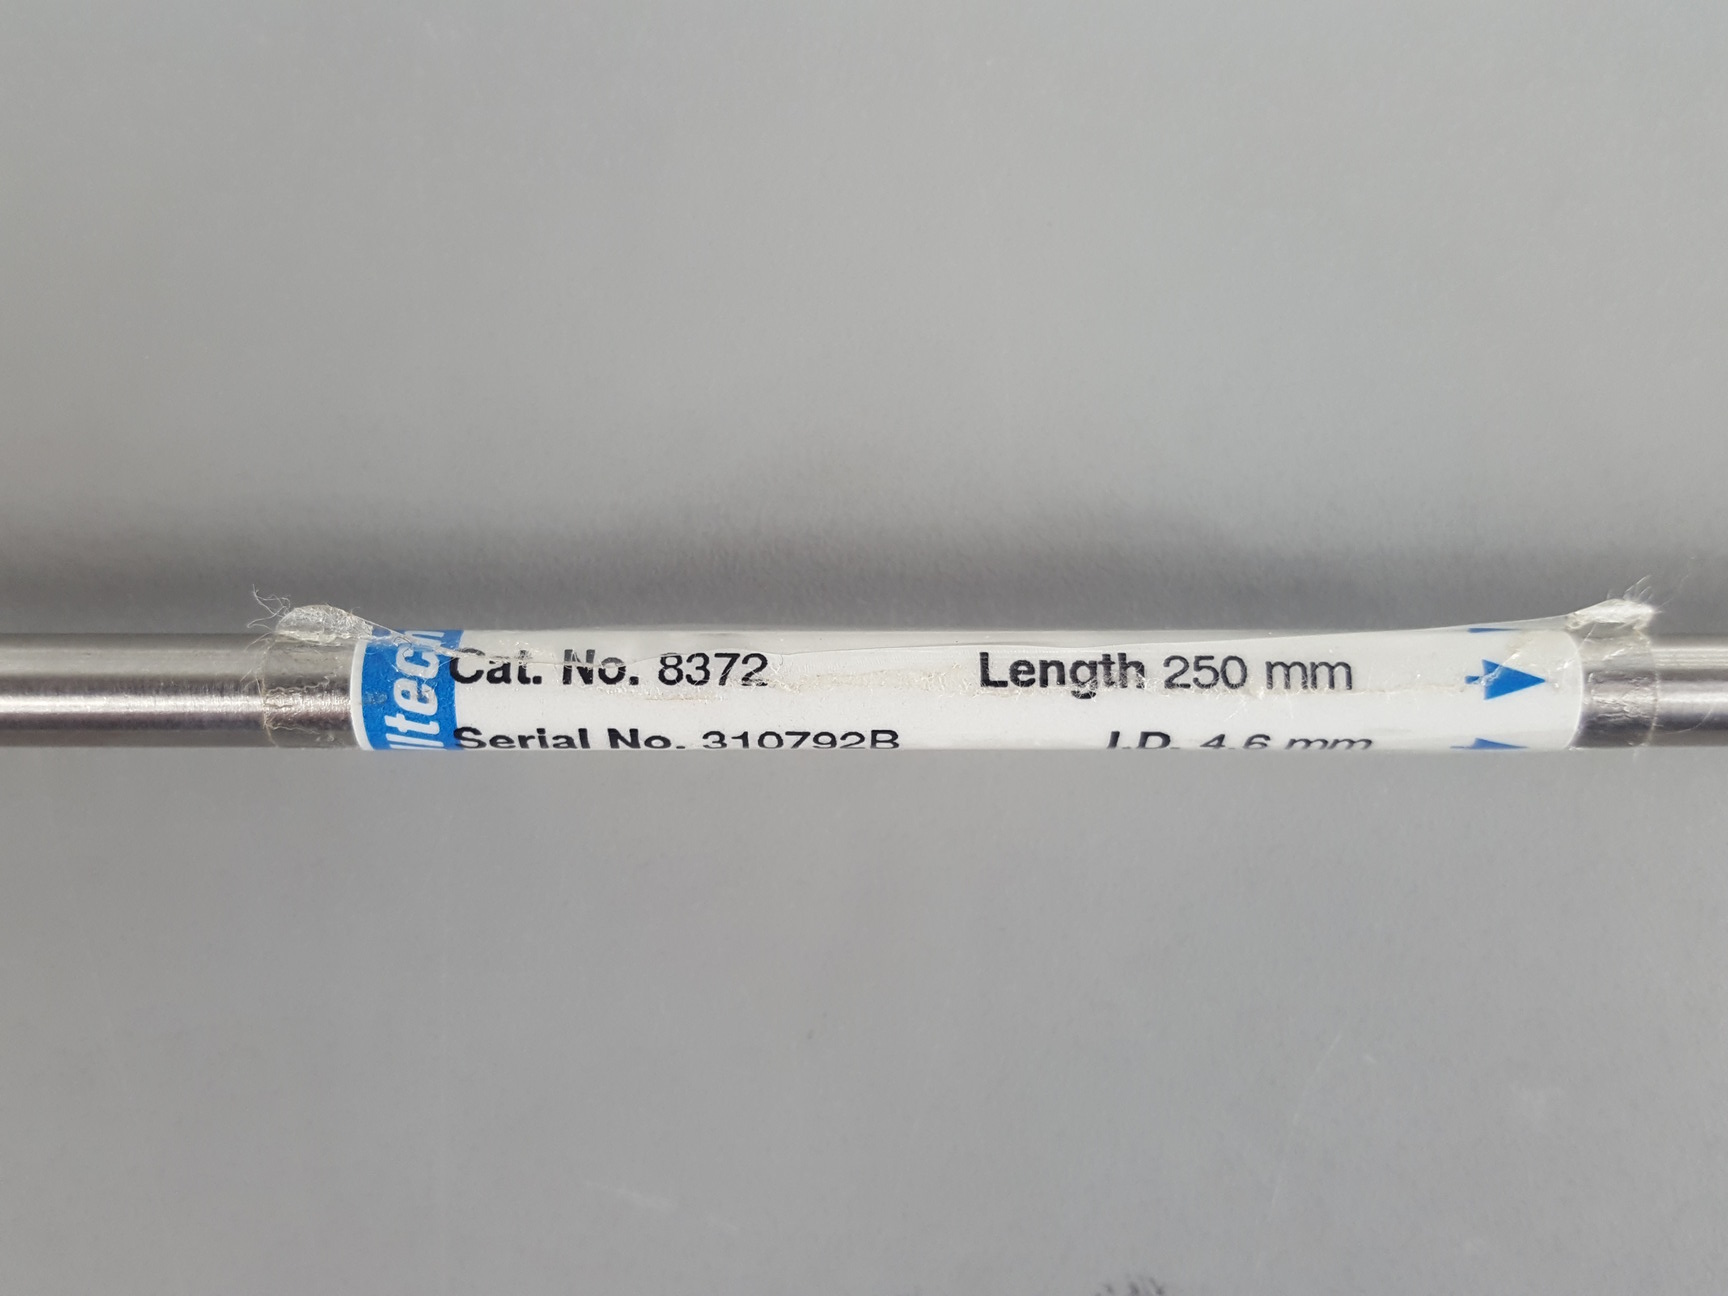 ltech
Cat. No. 8372 Length 250 mm
Serial No. 310792B I.D. 4.6 mm